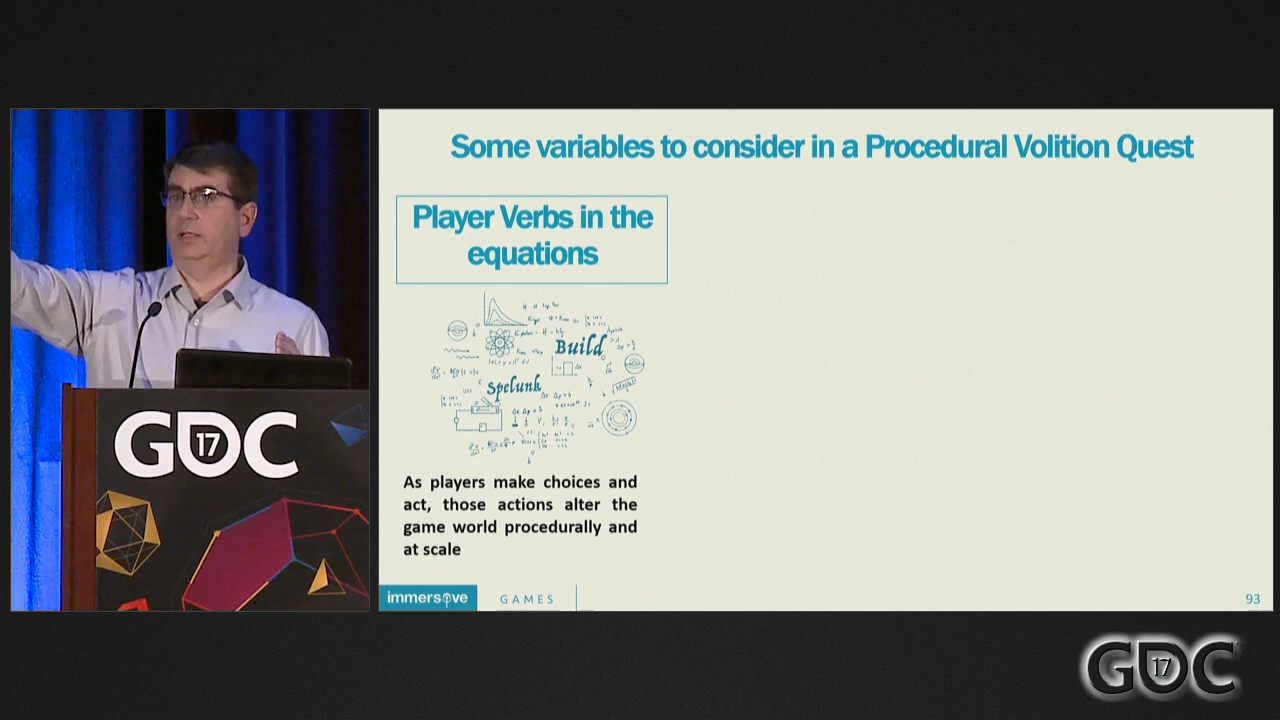 Some variables to consider in a Procedural Volition Quest
Player Verbs in the
equations
Build
Spelunk
As players make choices and
act, those actions alter the
game world procedurally and
at scale
immersive
GAMES
93
GDC
17
GDC
17